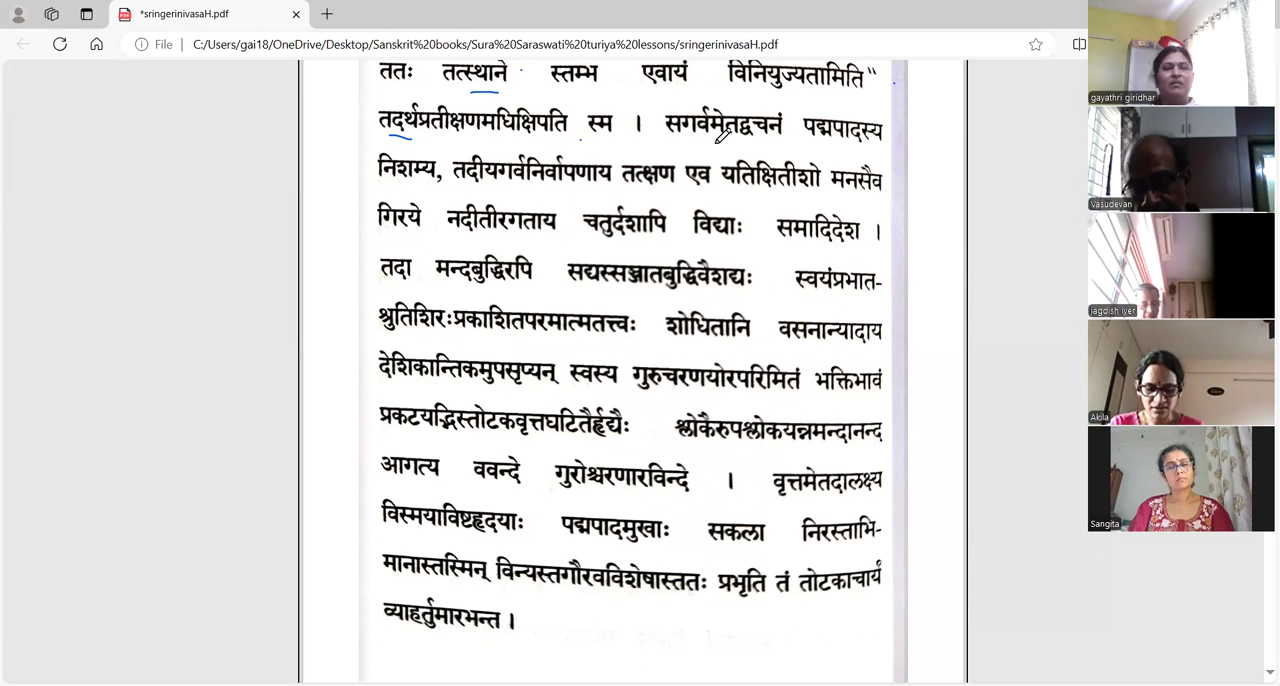 *sringerinivasaH.pdf
File | C:/Users/gai18/OneDrive/Desktop/Sanskrit%20books/Sura%20Saraswati%20turiya%20lessons/sringerinivasaH.pdf
ततः तत्स्थाने स्तम्भ एवायं विनियुज्यतामिति“
तदर्थप्रतीक्षणमधिक्षिपति स्म । सगर्वमेतद्वचनं पद्मपादस्य
निशम्य, तदीयगर्वनिर्वापणाय तत्क्षण एव यतिक्षितीशो मनसैव
गिरये नदीतीरगताय चतुर्दशापि विद्याः समादिदेश ।
तदा मन्दबुद्धिरपि सद्यस्सञ्जातबुद्धिवैशद्यः स्वयंप्रभात-
श्रुतिशिरःप्रकाशितपरमात्मतत्त्वः शोधितानि वसनान्यादाय
देशिकान्तिकमुपसृप्यन् स्वस्य गुरुचरणयोरपरिमितं भक्तिभावं
प्रकटयद्भिस्तोटकवृत्तघटितैर्हृद्यैः श्लोकैरुपश्लोकयन्नमन्दानन्द
आगत्य ववन्दे गुरोश्चरणारविन्दे । वृत्तमेतदालक्ष्य
विस्मयाविष्टहृदयाः पद्मपादमुखाः सकला निरस्ताभि-
मानास्तस्मिन् विन्यस्तगौरवविशेषास्ततः प्रभृति तं तोटकाचार्यं
व्याहर्तुमारभन्त ।
gayathri giridhar
Vasudevan
jagdish iyer
Akila
Sangita